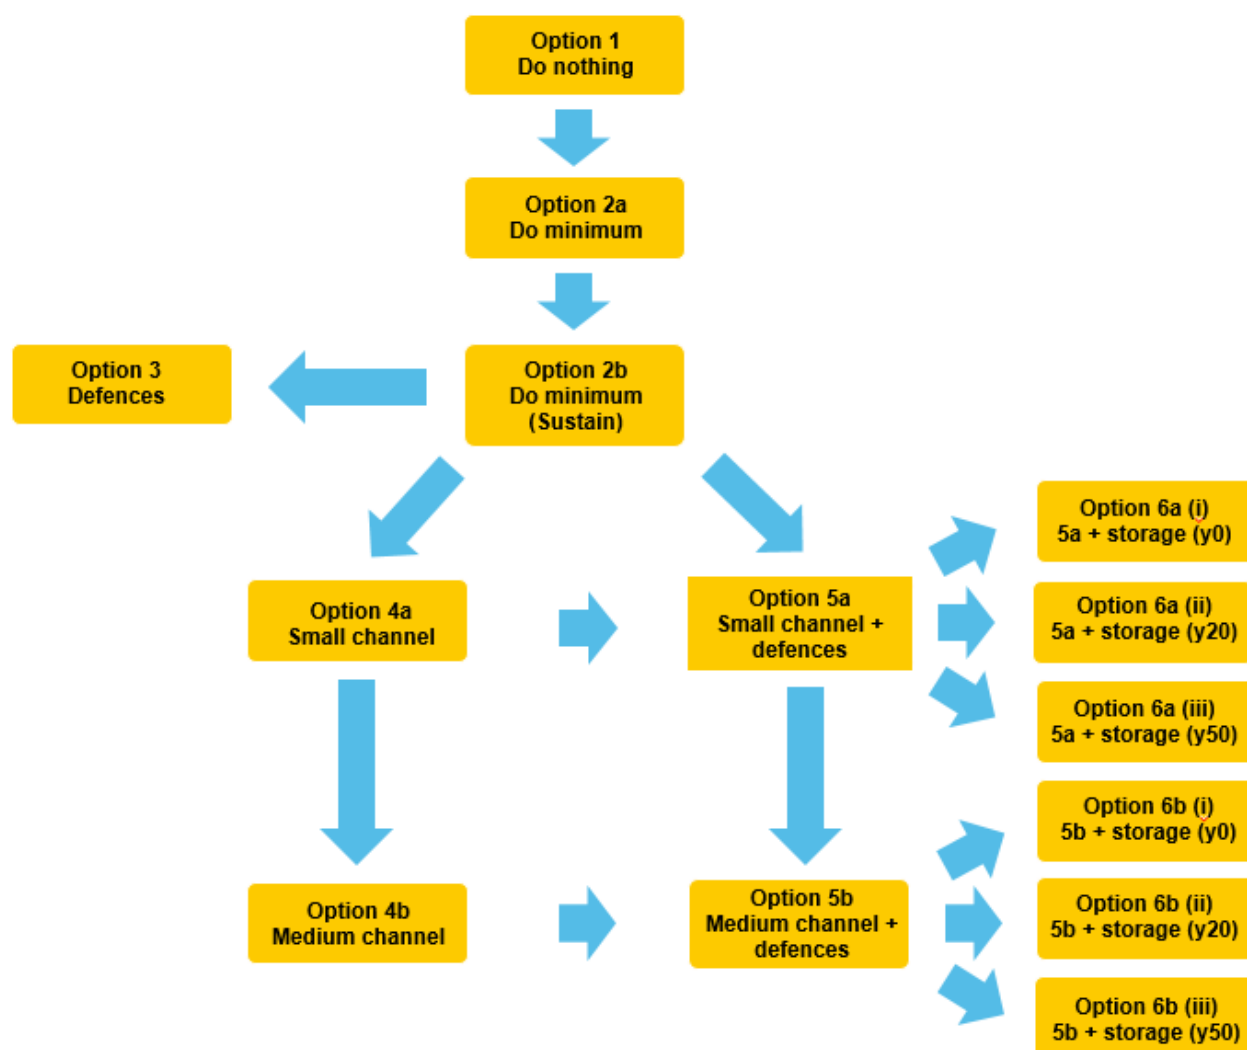 Option 1
Do nothing
Option 2a
Do minimum
Option 3
Defences
Option 2b
Do minimum
(Sustain)
Option 4a
Small channel
Option 5a
Small channel +
defences
Option 6a (i)
5a + storage (y0)
Option 6a (ii)
5a + storage (y20)
Option 6a (iii)
5a + storage (y50)
Option 4b
Medium channel
Option 5b
Medium channel +
defences
Option 6b (i)
5b + storage (y0)
Option 6b (ii)
5b + storage (y20)
Option 6b (iii)
5b + storage (y50)